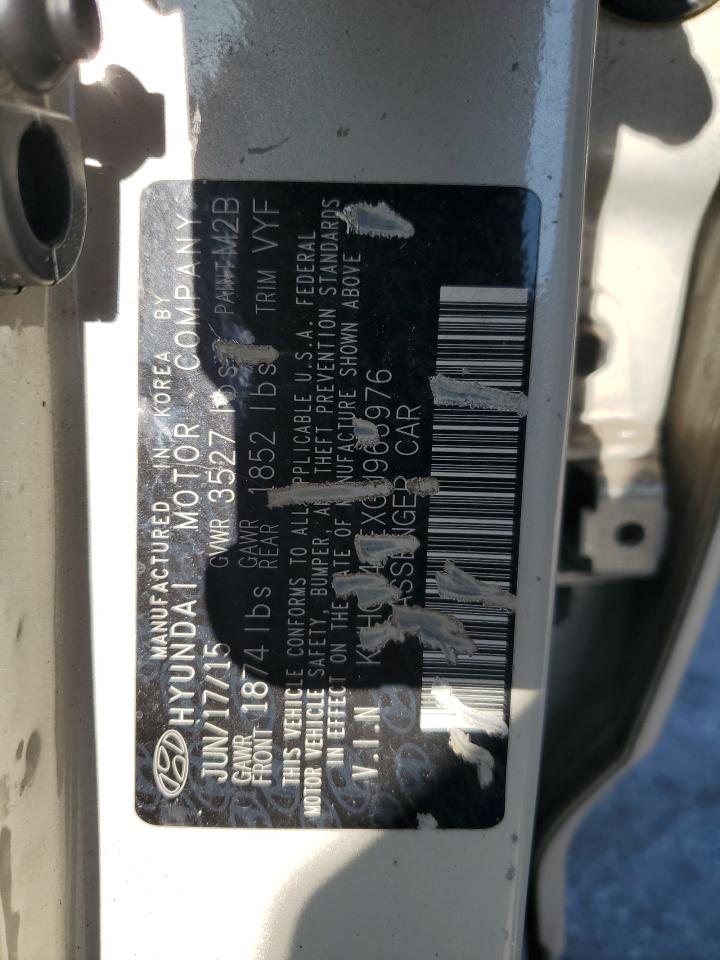 MANUFACTURED IN KOREA BY
HYUNDAI MOTOR COMPANY
JUN/17/15 GVWR 3527 lbs PAINT M2B
GAWR FRONT 1874 lbs GAWR REAR 1852 lbs TRIM VYF
THIS VEHICLE CONFORMS TO ALL APPLICABLE U.S.A. FEDERAL
MOTOR VEHICLE SAFETY, BUMPER, AND THEFT PREVENTION STANDARDS
IN EFFECT ON THE DATE OF MANUFACTURE SHOWN ABOVE
V.I.N
PASSENGER CAR